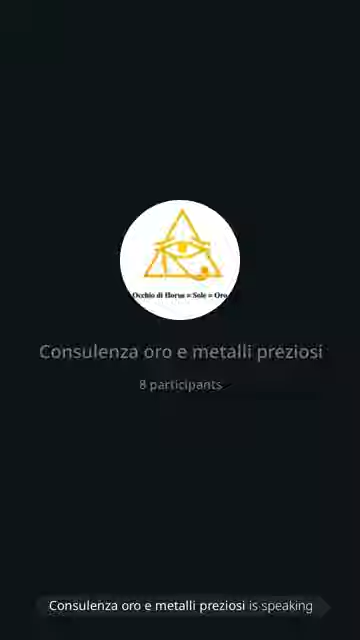 Occhio di Horus = Sole = Oro
Consulenza oro e metalli preziosi
8 participants
Consulenza oro e metalli preziosi is speaking